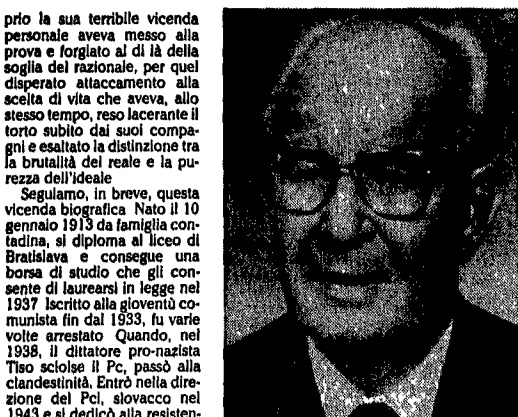 prio la sua terribile vicenda
personale aveva messo alla
prova e forgiato al di là della
soglia del razionale, per quel
disperato attaccamento alla
scelta di vita che aveva, allo
stesso tempo, reso lacerante il
torto subito dai suoi compa-
gni e esaltato la distinzione tra
la brutalità del reale e la pu-
rezza dell'ideale
Seguiamo, in breve, questa
vicenda biografica Nato il 10
gennaio 1913 da famiglia con-
tadina, si diploma al liceo di
Bratislava e consegue una
borsa di studio che gli con-
sente di laurearsi in legge nel
1937 Iscritto alla gioventù co-
munista fin dal 1933, fu varie
volte arrestato Quando, nel
1938, il dittatore pro-nazista
Tiso sciolse il Pc, passò alla
clandestinità, Entrò nella dire-
zione del Pci, slovacco nel
1943 e si dedicò alla resisten-